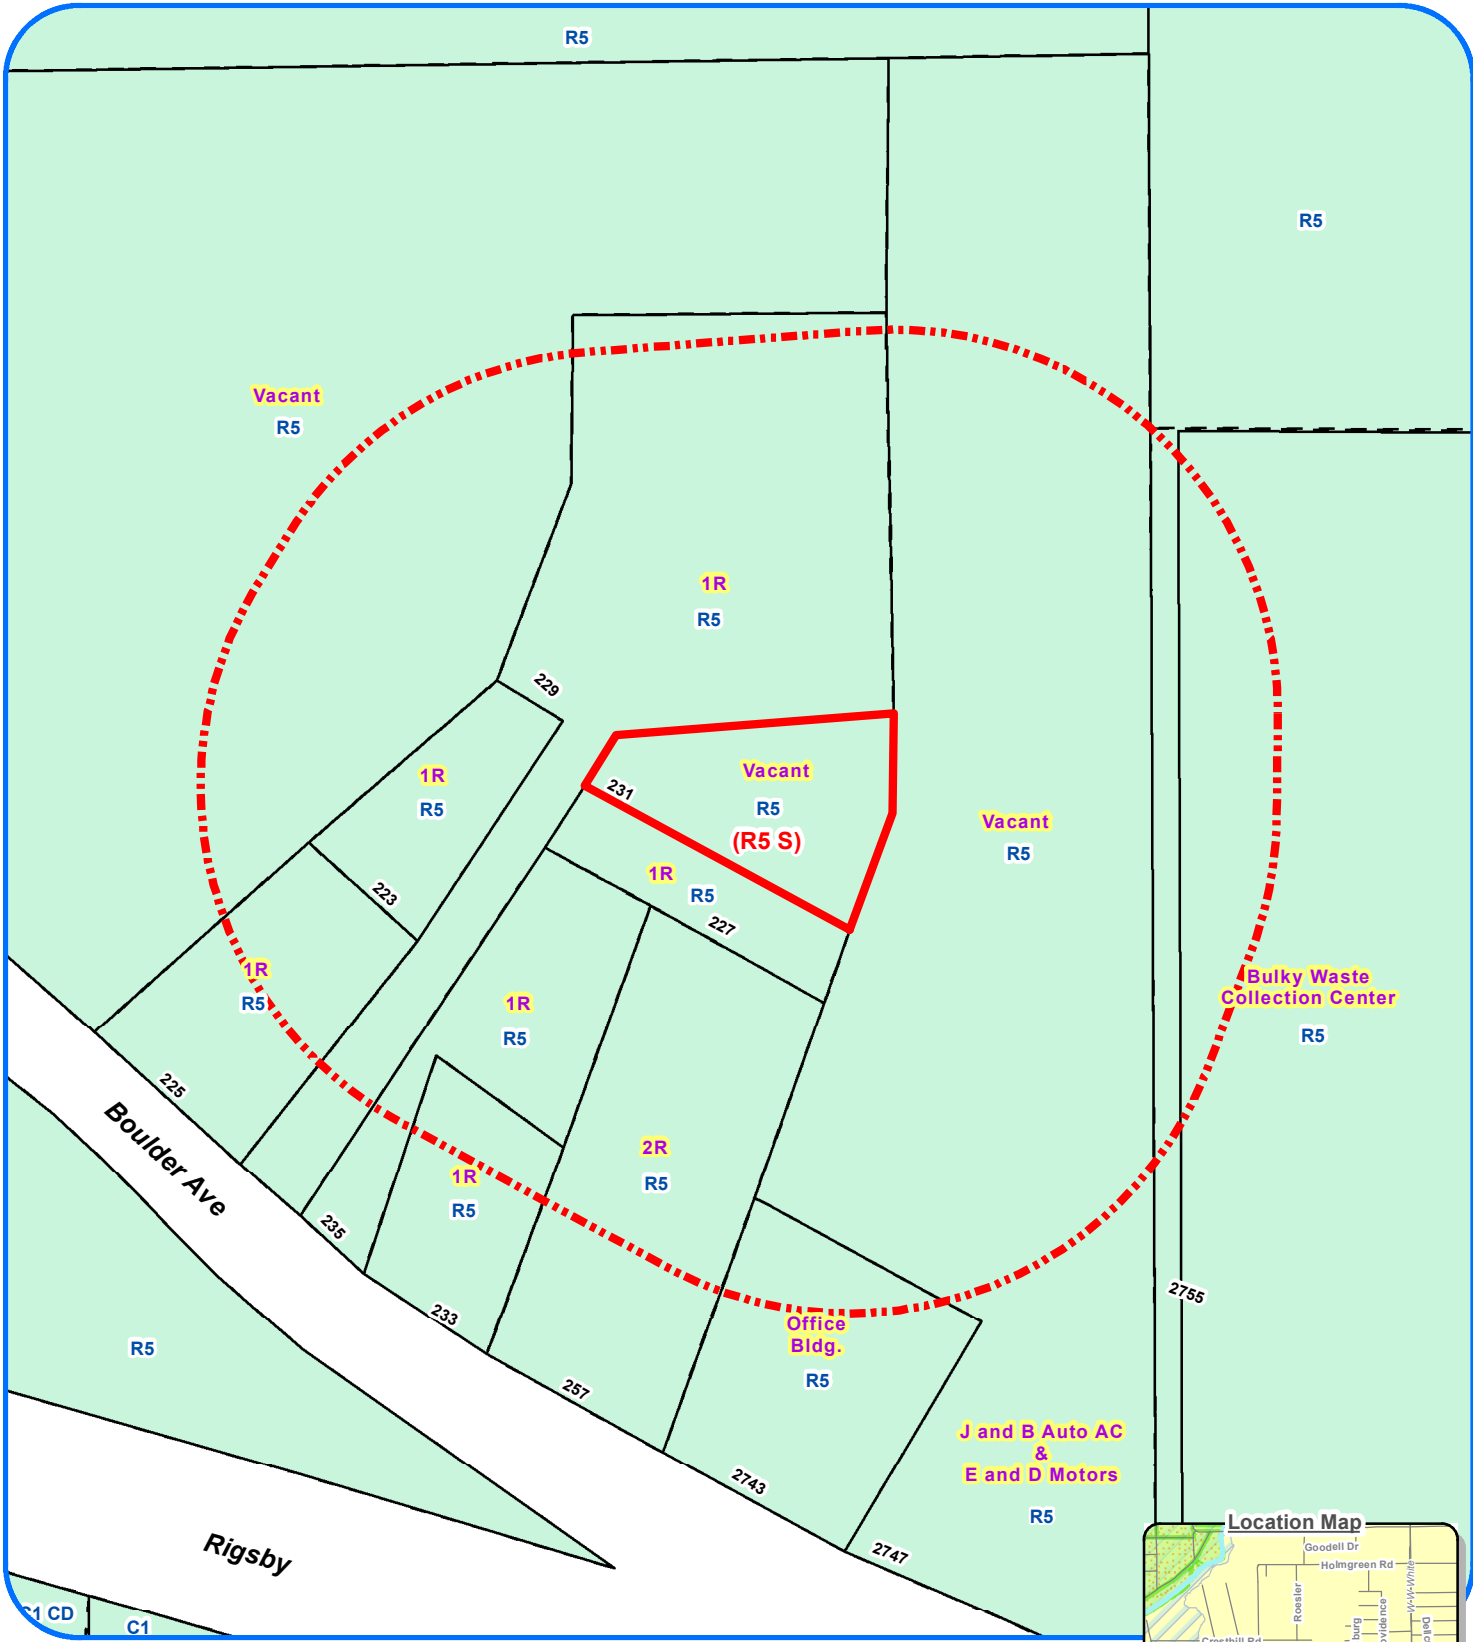 R5
R5
Vacant
R5
1R
R5
229
1R
R5
231
Vacant
R5
(R5 S)
Vacant
R5
1R
R5
223
227
1R
R5
1R
R5
Bulky Waste
Collection Center
R5
225
Boulder Ave
2R
R5
1R
R5
235
233
2755
R5
Office
Bldg.
R5
257
J and B Auto AC
&
E and D Motors
R5
2743
2747
Rigsby
C1 CD
C1
Location Map
Goodell Dr
Holmgreen Rd
Roesler
W-W-White